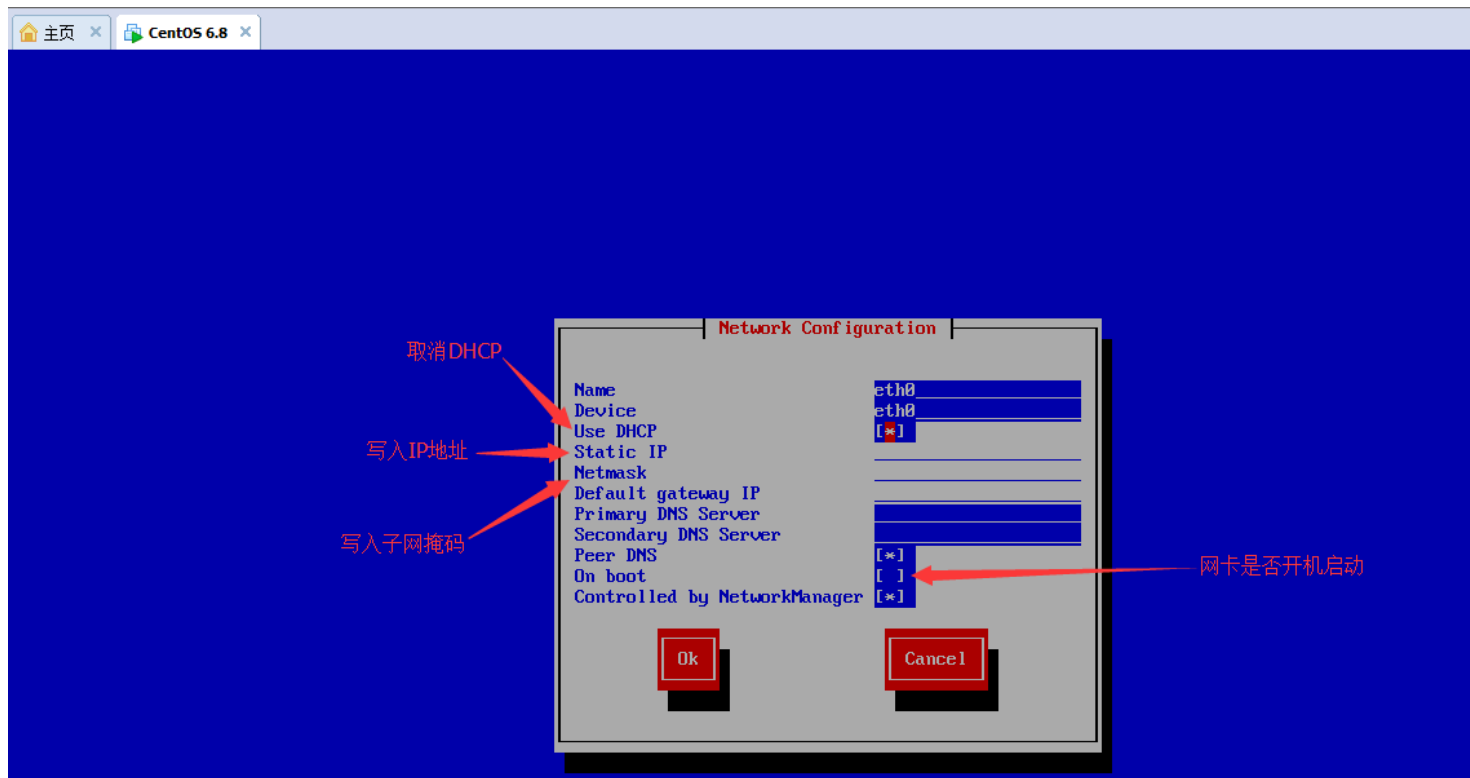 主页
CentOS 6.8
Network Configuration
取消DHCP
Name eth0
Device eth0
Use DHCP [*]
写入IP地址
Static IP
Netmask
Default gateway IP
Primary DNS Server
Secondary DNS Server
写入子网掩码
Peer DNS [*]
On boot [ ]
网卡是否开机启动
Controlled by NetworkManager [*]
Ok Cancel